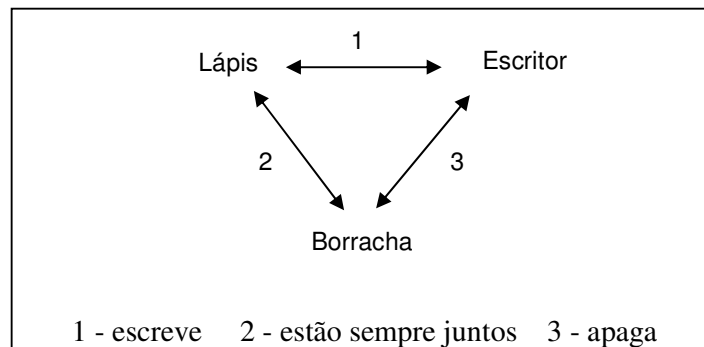 1
Lápis Escritor
2 3
Borracha
1 - escreve 2 - estão sempre juntos 3 - apaga